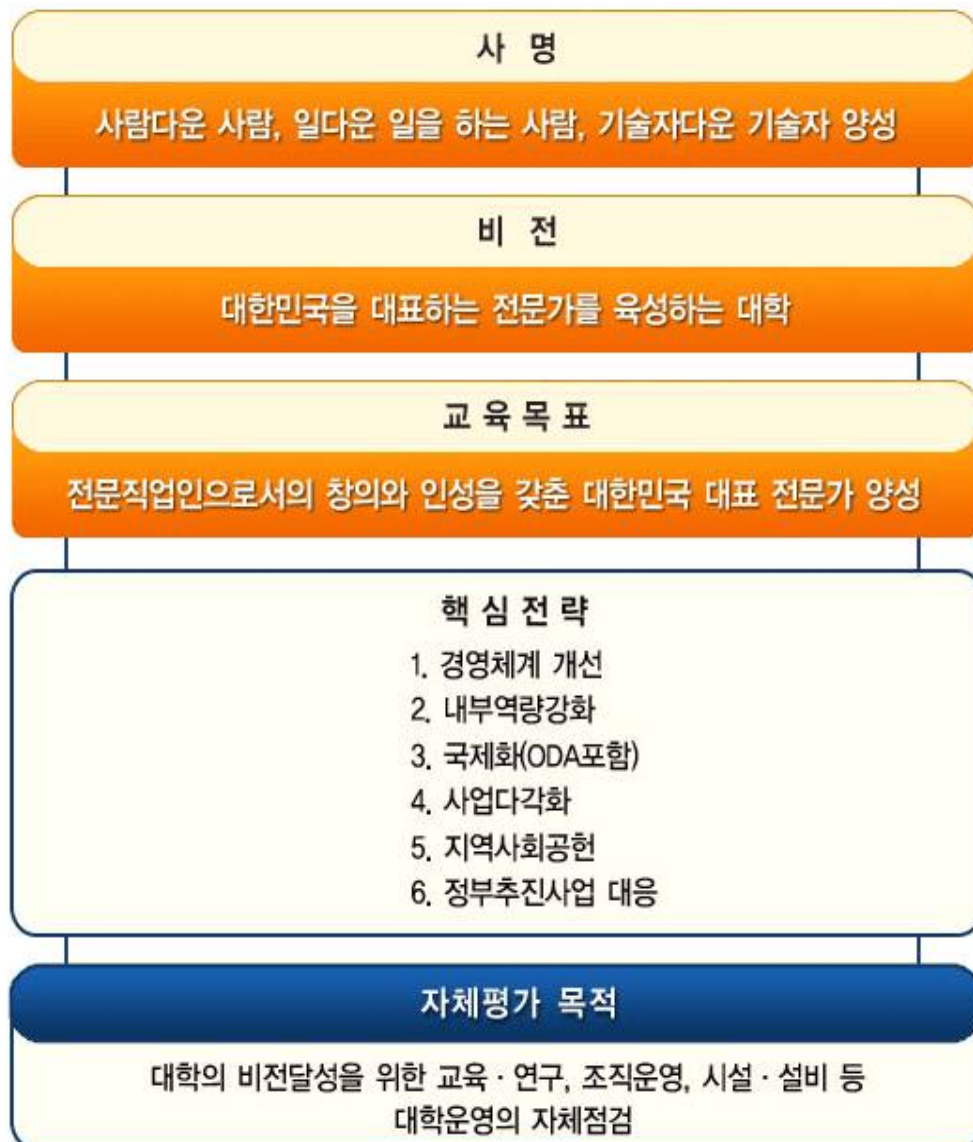 사 명
사람다운 사람, 일다운 일을 하는 사람, 기술자다운 기술자 양성
비 전
대한민국을 대표하는 전문가를 육성하는 대학
교 육 목 표
전문직업인으로서의 창의와 인성을 갖춘 대한민국 대표 전문가 양성
핵 심 전 략
1. 경영체계 개선
2. 내부역량강화
3. 국제화(ODA포함)
4. 사업다각화
5. 지역사회공헌
6. 정부추진사업 대응
자체평가 목적
대학의 비전달성을 위한 교육 · 연구, 조직운영, 시설 · 설비 등
대학운영의 자체점검